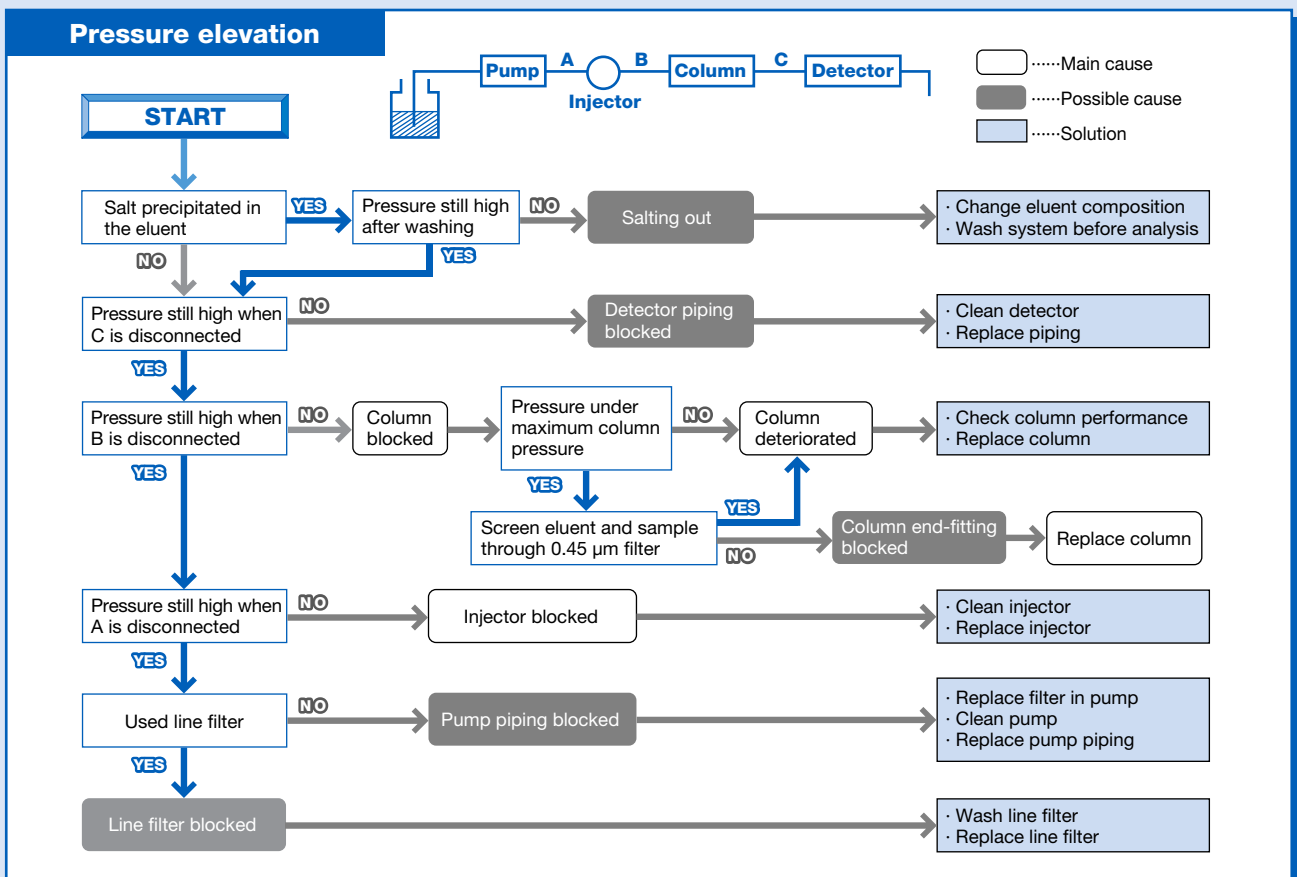 Pressure elevation
Pump
A
Injector
B
Column
C
Detector
······Main cause
······Possible cause
······Solution
START
Salt precipitated in
the eluent
YES
Pressure still high
after washing
NO
Salting out
· Change eluent composition
· Wash system before analysis
NO
YES
Pressure still high when
C is disconnected
NO
Detector piping
blocked
· Clean detector
· Replace piping
YES
Pressure still high when
B is disconnected
NO
Column
blocked
Pressure under
maximum column
pressure
NO
Column
deteriorated
· Check column performance
· Replace column
YES
YES
Screen eluent and sample
through 0.45 µm filter
YES
NO
Column end-fitting
blocked
Replace column
Pressure still high when
A is disconnected
NO
Injector blocked
· Clean injector
· Replace injector
YES
Used line filter
NO
Pump piping blocked
· Replace filter in pump
· Clean pump
· Replace pump piping
YES
Line filter blocked
· Wash line filter
· Replace line filter